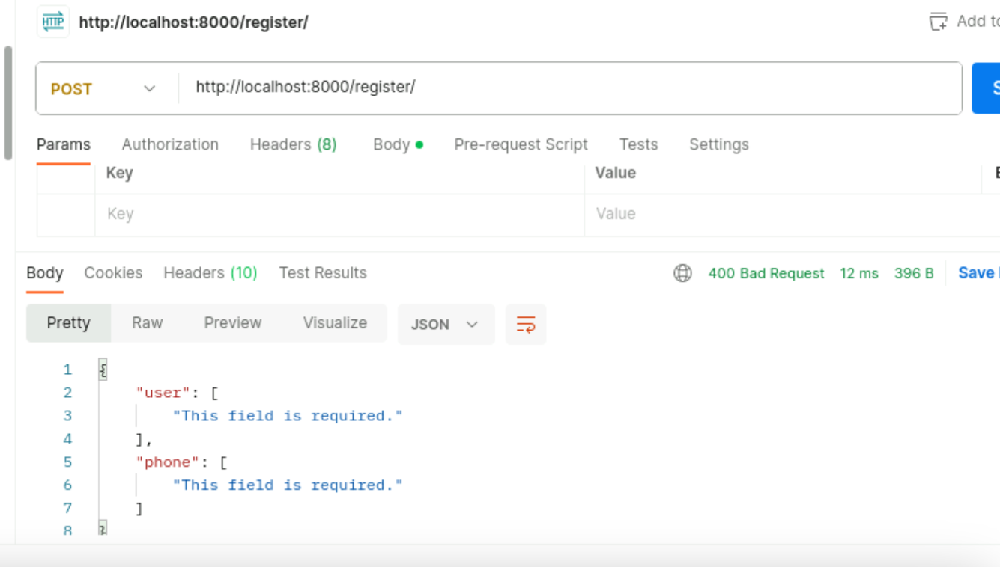 HTTP http://localhost:8000/register/
Add to
POST http://localhost:8000/register/
Params Authorization Headers (8) Body Pre-request Script Tests Settings
Key Value
Key Value
Body Cookies Headers (10) Test Results 400 Bad Request 12 ms 396 B Save
Pretty Raw Preview Visualize JSON
1 {
2 "user": [
3 "This field is required."
4 ],
5 "phone": [
6 "This field is required."
7 ]
8 }